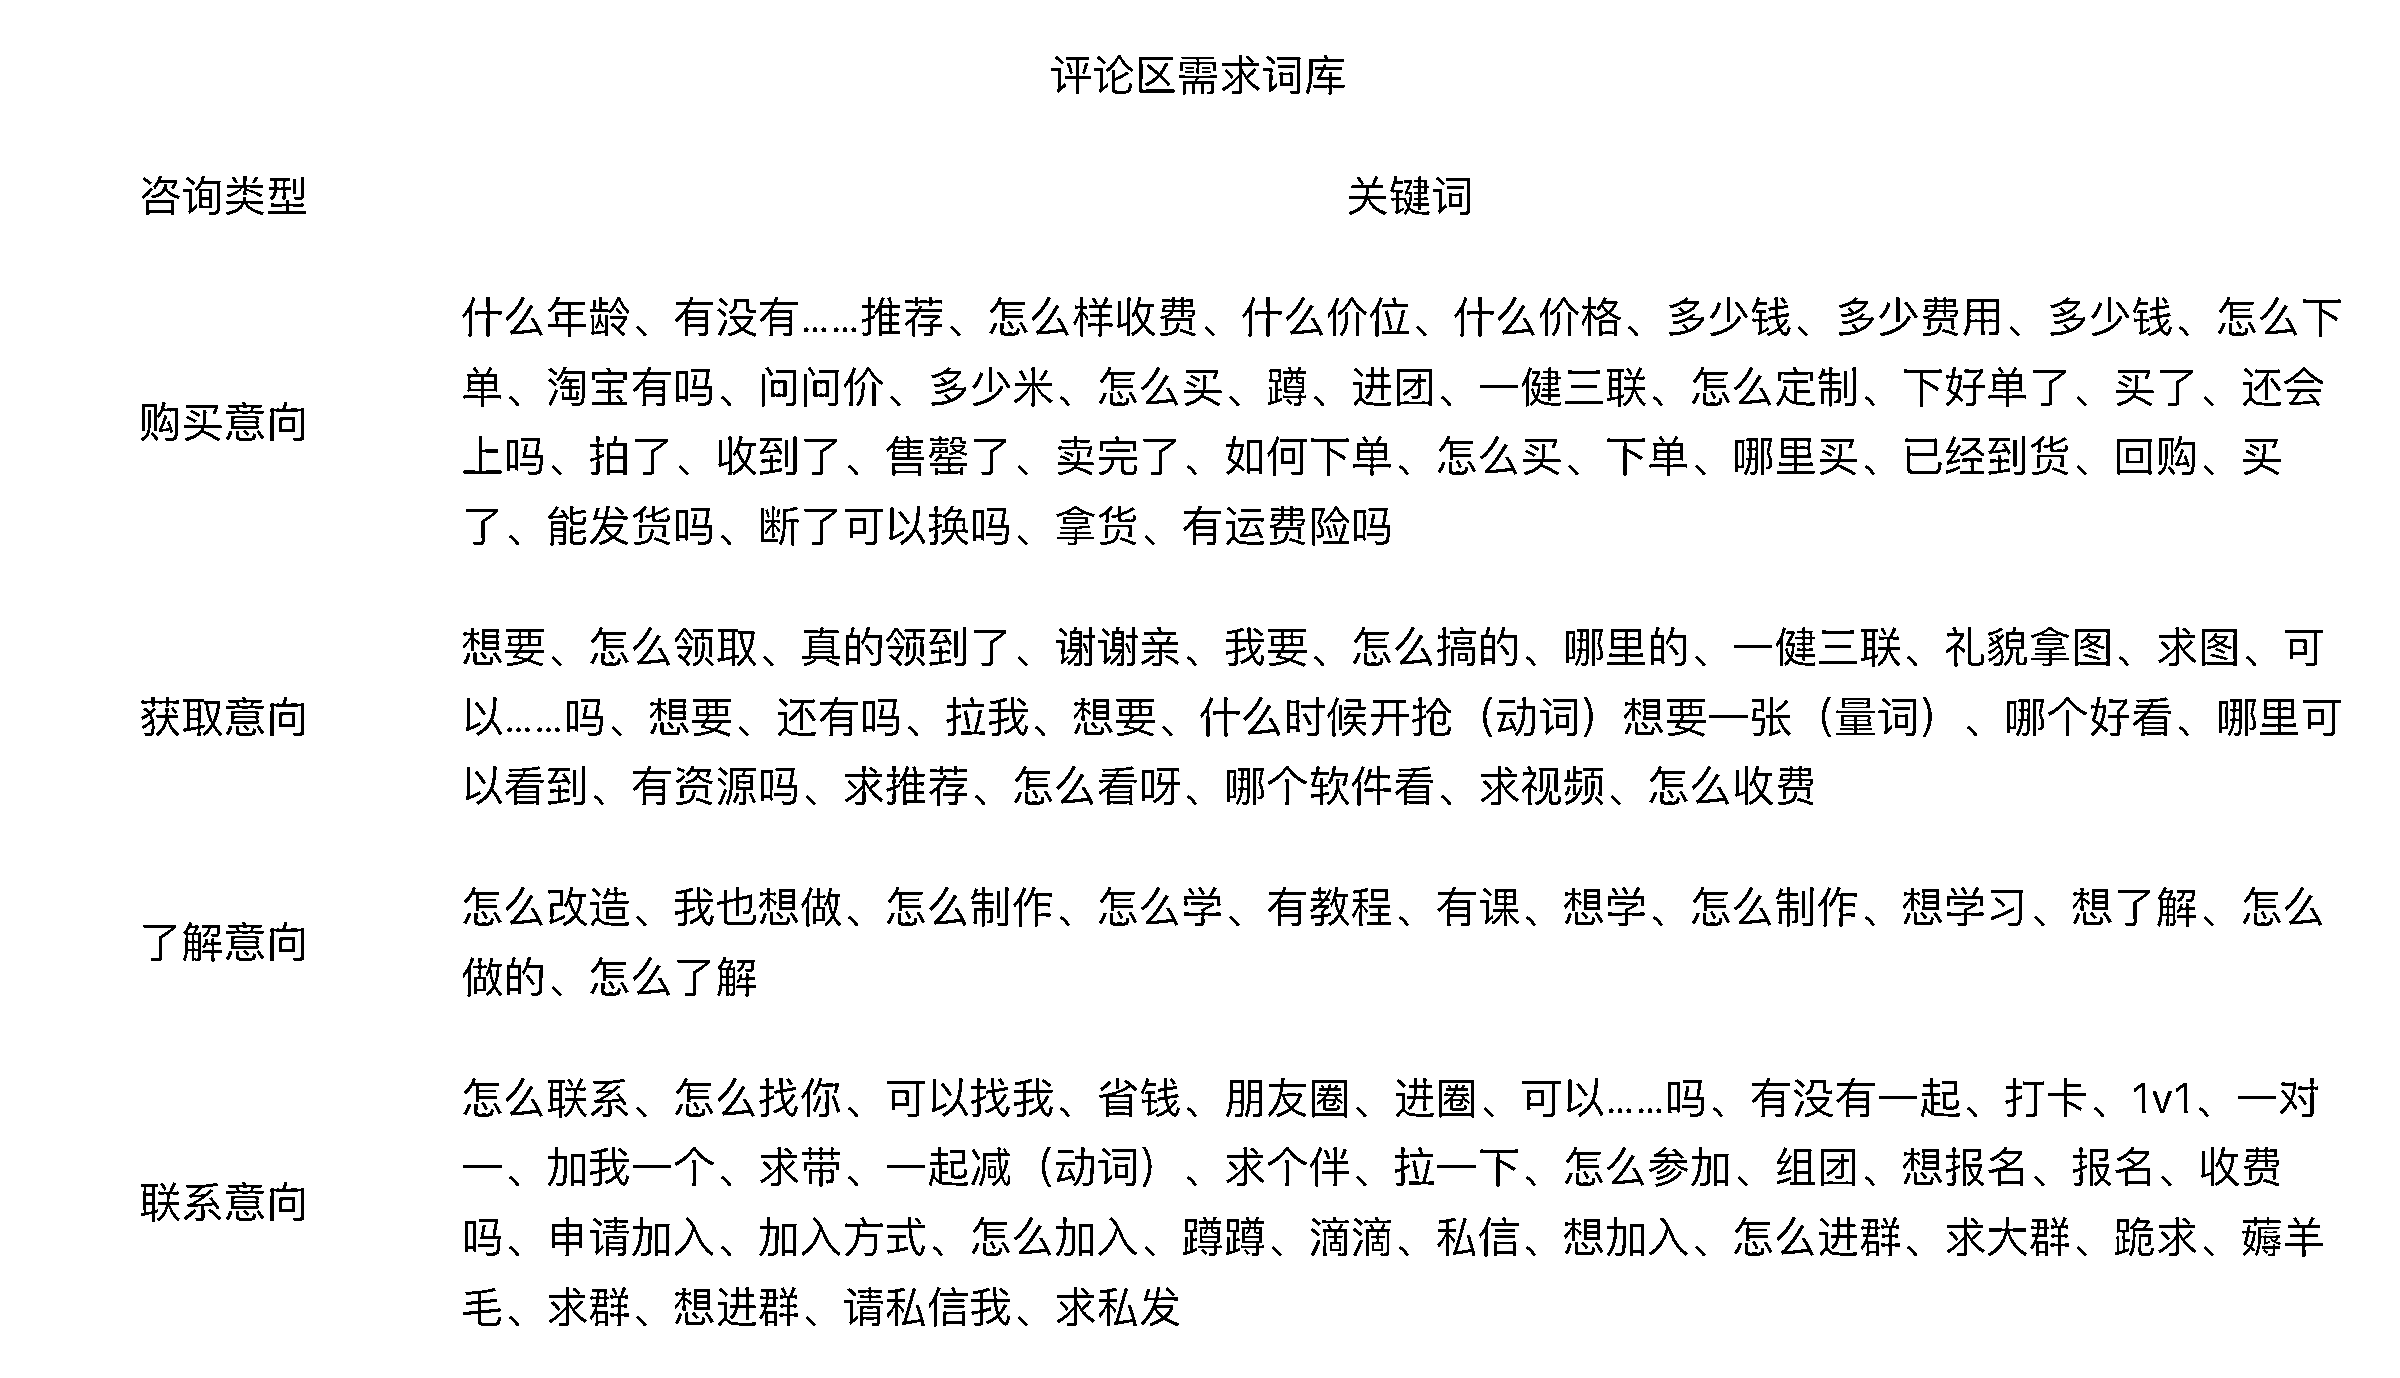 评论区需求词库
咨询类型
关键词
购买意向
什么年龄、有没有……推荐、怎么样收费、什么价位、什么价格、多少钱、多少费用、多少钱、怎么下
单、淘宝有吗、问问价、多少米、怎么买、蹲、进团、一健三联、怎么定制、下好单了、买了、还会
上吗、拍了、收到了、售罄了、卖完了、如何下单、怎么买、下单、哪里买、已经到货、回购、买
了、能发货吗、断了可以换吗、拿货、有运费险吗
获取意向
想要、怎么领取、真的领到了、谢谢亲、我要、怎么搞的、哪里的、一健三联、礼貌拿图、求图、可
以……吗、想要、还有吗、拉我、想要、什么时候开抢（动词）想要一张（量词）、哪个好看、哪里可
以看到、有资源吗、求推荐、怎么看呀、哪个软件看、求视频、怎么收费
了解意向
怎么改造、我也想做、怎么制作、怎么学、有教程、有课、想学、怎么制作、想学习、想了解、怎么
做的、怎么了解
联系意向
怎么联系、怎么找你、可以找我、省钱、朋友圈、进圈、可以……吗、有没有一起、打卡、1v1、一对
一、加我一个、求带、一起减（动词）、求个伴、拉一下、怎么参加、组团、想报名、报名、收费
吗、申请加入、加入方式、怎么加入、蹲蹲、滴滴、私信、想加入、怎么进群、求大群、跪求、薅羊
毛、求群、想进群、请私信我、求私发